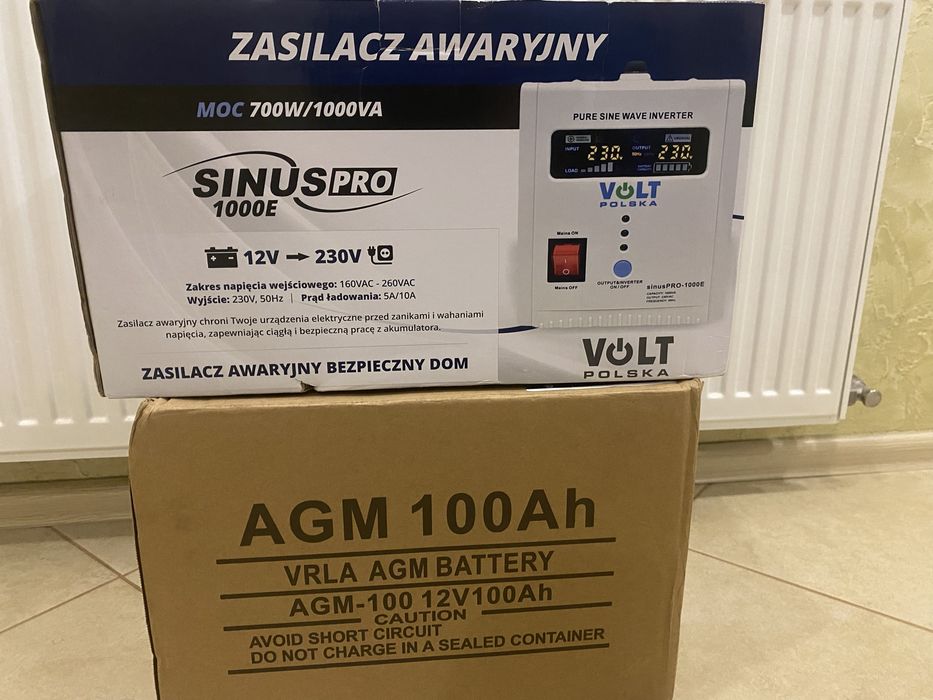 ZASILACZ AWARYJNY
MOC 700W/1000VA
SINUSPRO
1000E
12V → 230V
Zakres napięcia wejściowego: 160VAC - 260VAC
Wyjście: 230V, 50Hz | Prąd ładowania: 5A/10A
Zasilacz awaryjny chroni Twoje urządzenia elektryczne przed zanikami i wahaniami
napięcia, zapewniając ciągłą i bezpieczną pracę z akumulatora.
ZASILACZ AWARYJNY BEZPIECZNY DOM
PURE SINE WAVE INVERTER
INPUT 230. OUTPUT 230.
LOAD
VOLT
POLSKA
Mains ON
Mains OFF
OUTPUT&INVERTER
ON/OFF
sinusPRO-1000E
VOLT
POLSKA
AGM 100Ah
VRLA AGM BATTERY
AGM-100 12V100Ah
CAUTION
AVOID SHORT CIRCUIT
DO NOT CHARGE IN A SEALED CONTAINER